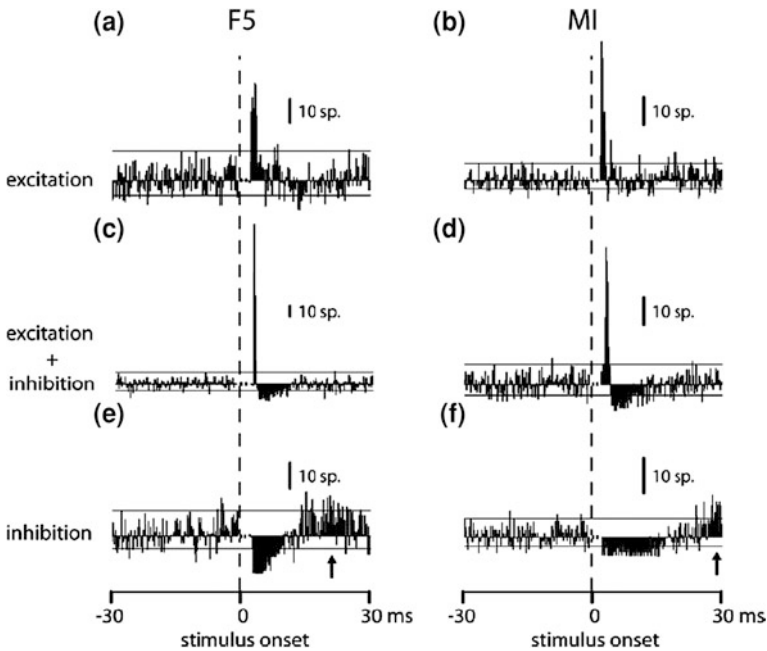 (a) F5 (b) MI
10 sp. 10 sp.
excitation
(c) (d)
10 sp. 10 sp.
excitation
+
inhibition
(e) (f)
10 sp. 10 sp.
inhibition
-30 0 30 ms -30 0 30 ms
stimulus onset stimulus onset